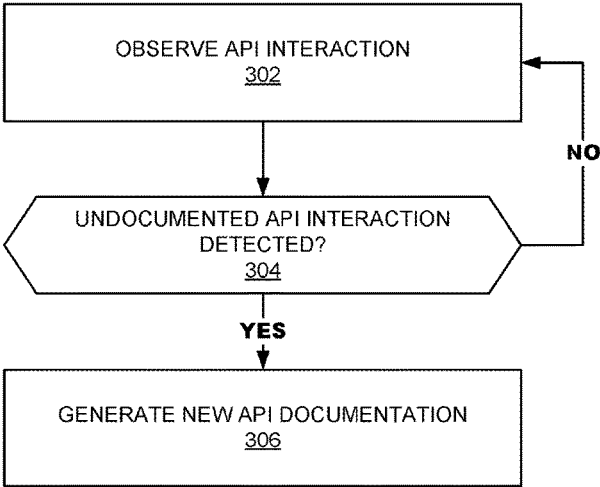 OBSERVE API INTERACTION
302
NO
UNDOCUMENTED API INTERACTION
DETECTED?
304
YES
GENERATE NEW API DOCUMENTATION
306